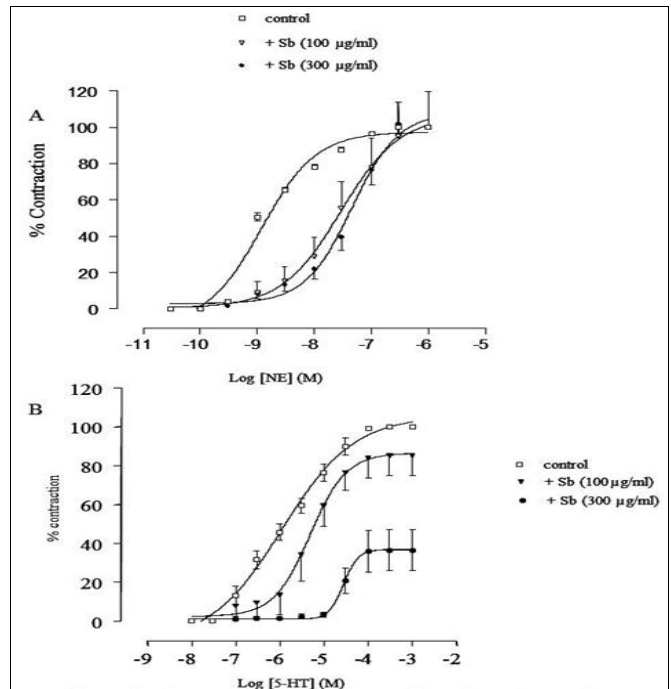 control
+ Sb (100 µg/ml)
+ Sb (300 µg/ml)
A
% Contraction
120
100
80
60
40
20
0
-11 -10 -9 -8 -7 -6 -5
Log [NE] (M)
B
% contraction
120
100
80
60
40
20
0
control
+ Sb (100 µg/ml)
+ Sb (300 µg/ml)
-9 -8 -7 -6 -5 -4 -3 -2 -1
Log [5-HT] (M)